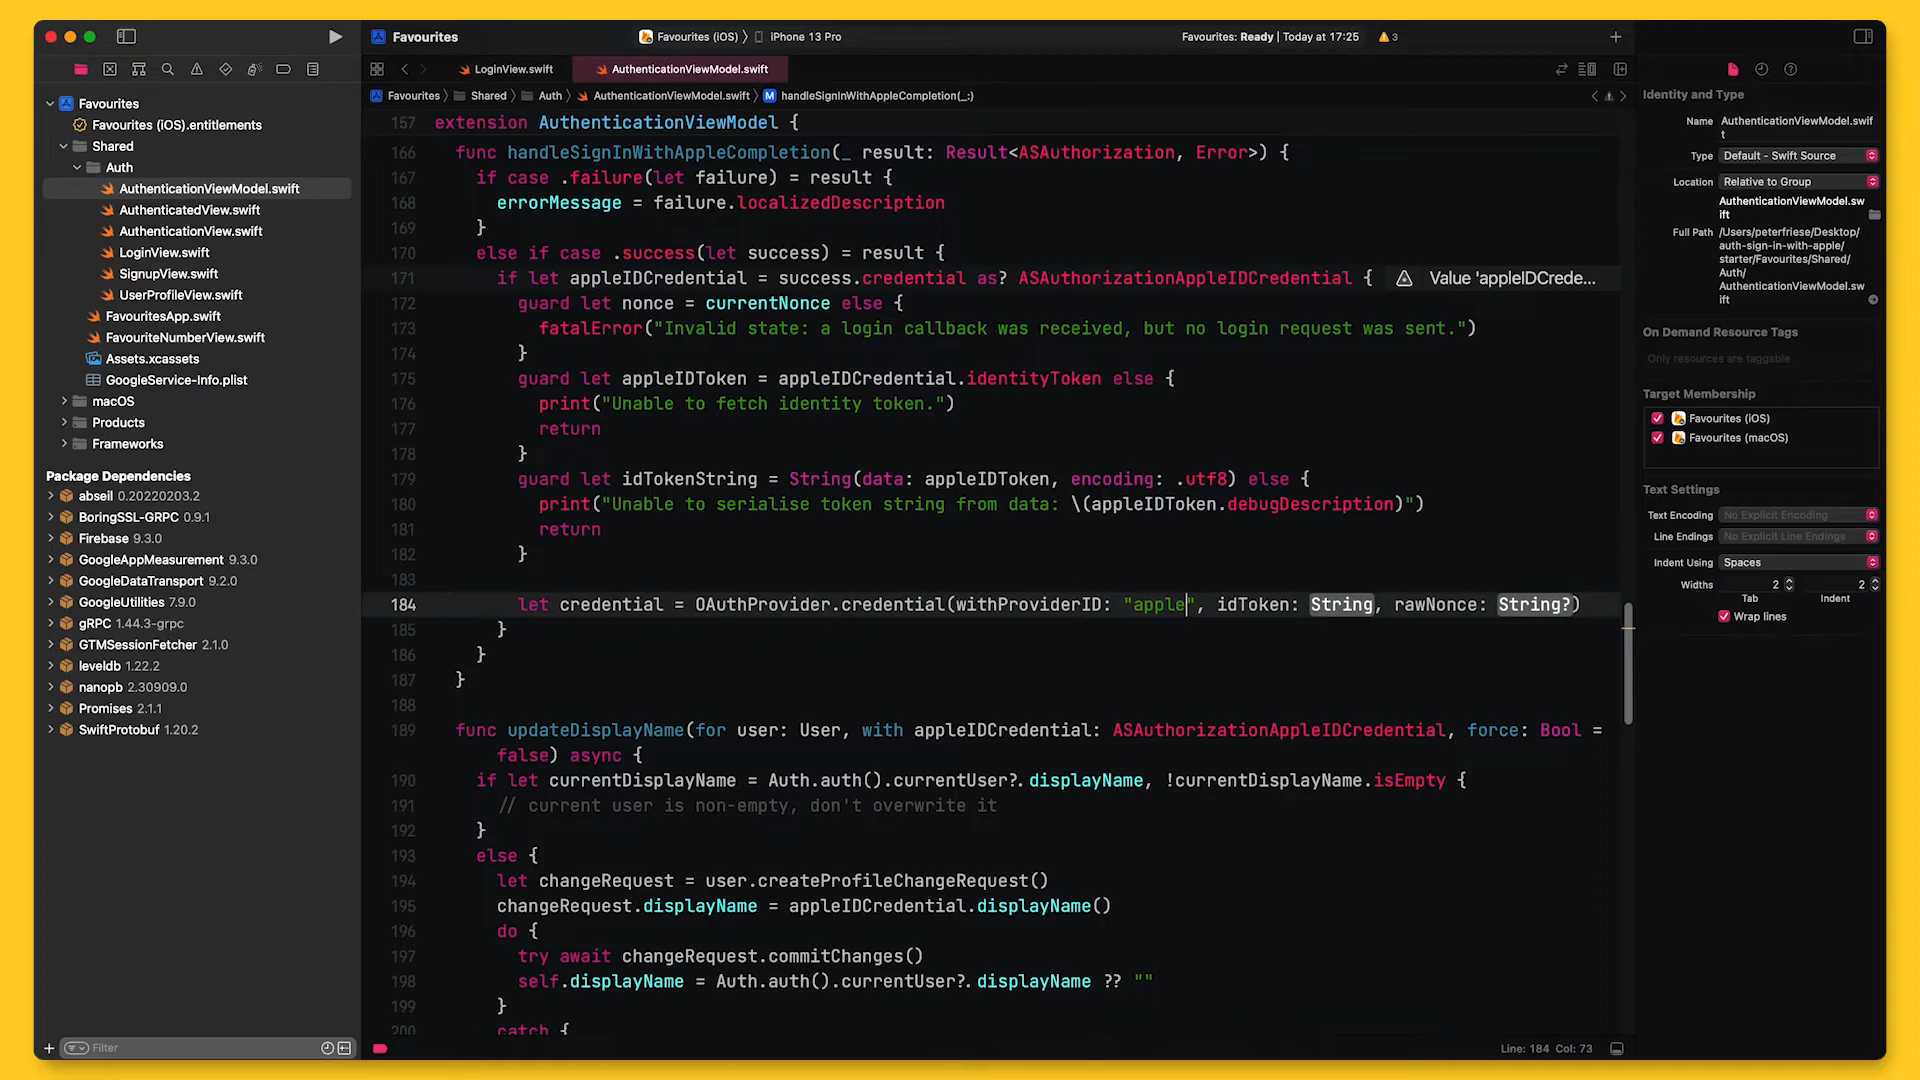 Favourites
Favourites (iOS) 〉 iPhone 13 Pro
Favourites: Ready | Today at 17:25
3
LoginView.swift
AuthenticationViewModel.swift
Favourites 〉 Shared 〉 Auth 〉 AuthenticationViewModel.swift 〉 M handleSignInWithAppleCompletion(_:)
Favourites
Favourites (iOS).entitlements
Shared
Auth
AuthenticationViewModel.swift
AuthenticatedView.swift
AuthenticationView.swift
LoginView.swift
SignupView.swift
UserProfileView.swift
FavouritesApp.swift
FavouriteNumberView.swift
Assets.xcassets
GoogleService-Info.plist
macOS
Products
Frameworks
Package Dependencies
abseil 0.20220203.2
BoringSSL-GRPC 0.9.1
Firebase 9.3.0
GoogleAppMeasurement 9.3.0
GoogleDataTransport 9.2.0
GoogleUtilities 7.9.0
gRPC 1.44.3-grpc
GTMSessionFetcher 2.1.0
leveldb 1.22.2
nanopb 2.30909.0
Promises 2.1.1
SwiftProtobuf 1.20.2
Filter
157 extension AuthenticationViewModel {
166 func handleSignInWithAppleCompletion(_ result: Result<ASAuthorization, Error>) {
167 if case .failure(let failure) = result {
168 errorMessage = failure.localizedDescription
169 }
170 else if case .success(let success) = result {
171 if let appleIDCredential = success.credential as? ASAuthorizationAppleIDCredential { Value 'appleIDCrede...
172 guard let nonce = currentNonce else {
173 fatalError("Invalid state: a login callback was received, but no login request was sent.")
174 }
175 guard let appleIDToken = appleIDCredential.identityToken else {
176 print("Unable to fetch identity token.")
177 return
178 }
179 guard let idTokenString = String(data: appleIDToken, encoding: .utf8) else {
180 print("Unable to serialise token string from data: \(appleIDToken.debugDescription)")
181 return
182 }
183
184 let credential = OAuthProvider.credential(withProviderID: "apple", idToken: String, rawNonce: String?)
185 }
186 }
187 }
188
189 func updateDisplayName(for user: User, with appleIDCredential: ASAuthorizationAppleIDCredential, force: Bool =
false) async {
190 if let currentDisplayName = Auth.auth().currentUser?.displayName, !currentDisplayName.isEmpty {
191 // current user is non-empty, don't overwrite it
192 }
193 else {
194 let changeRequest = user.createProfileChangeRequest()
195 changeRequest.displayName = appleIDCredential.displayName()
196 do {
197 try await changeRequest.commitChanges()
198 self.displayName = Auth.auth().currentUser?.displayName ?? ""
199 }
200 catch {
Line: 184 Col: 73
Identity and Type
Name AuthenticationViewModel.swif
t
Type Default - Swift Source
Location Relative to Group
AuthenticationViewModel.sw
ift
Full Path /Users/peterfriese/Desktop/
auth-sign-in-with-apple/
starter/Favourites/Shared/
Auth/
AuthenticationViewModel.sw
ift
On Demand Resource Tags
Only resources are taggable
Target Membership
Favourites (iOS)
Favourites (macOS)
Text Settings
Text Encoding No Explicit Encoding
Line Endings No Explicit Line Endings
Indent Using Spaces
Widths 2 2
Tab Indent
Wrap lines